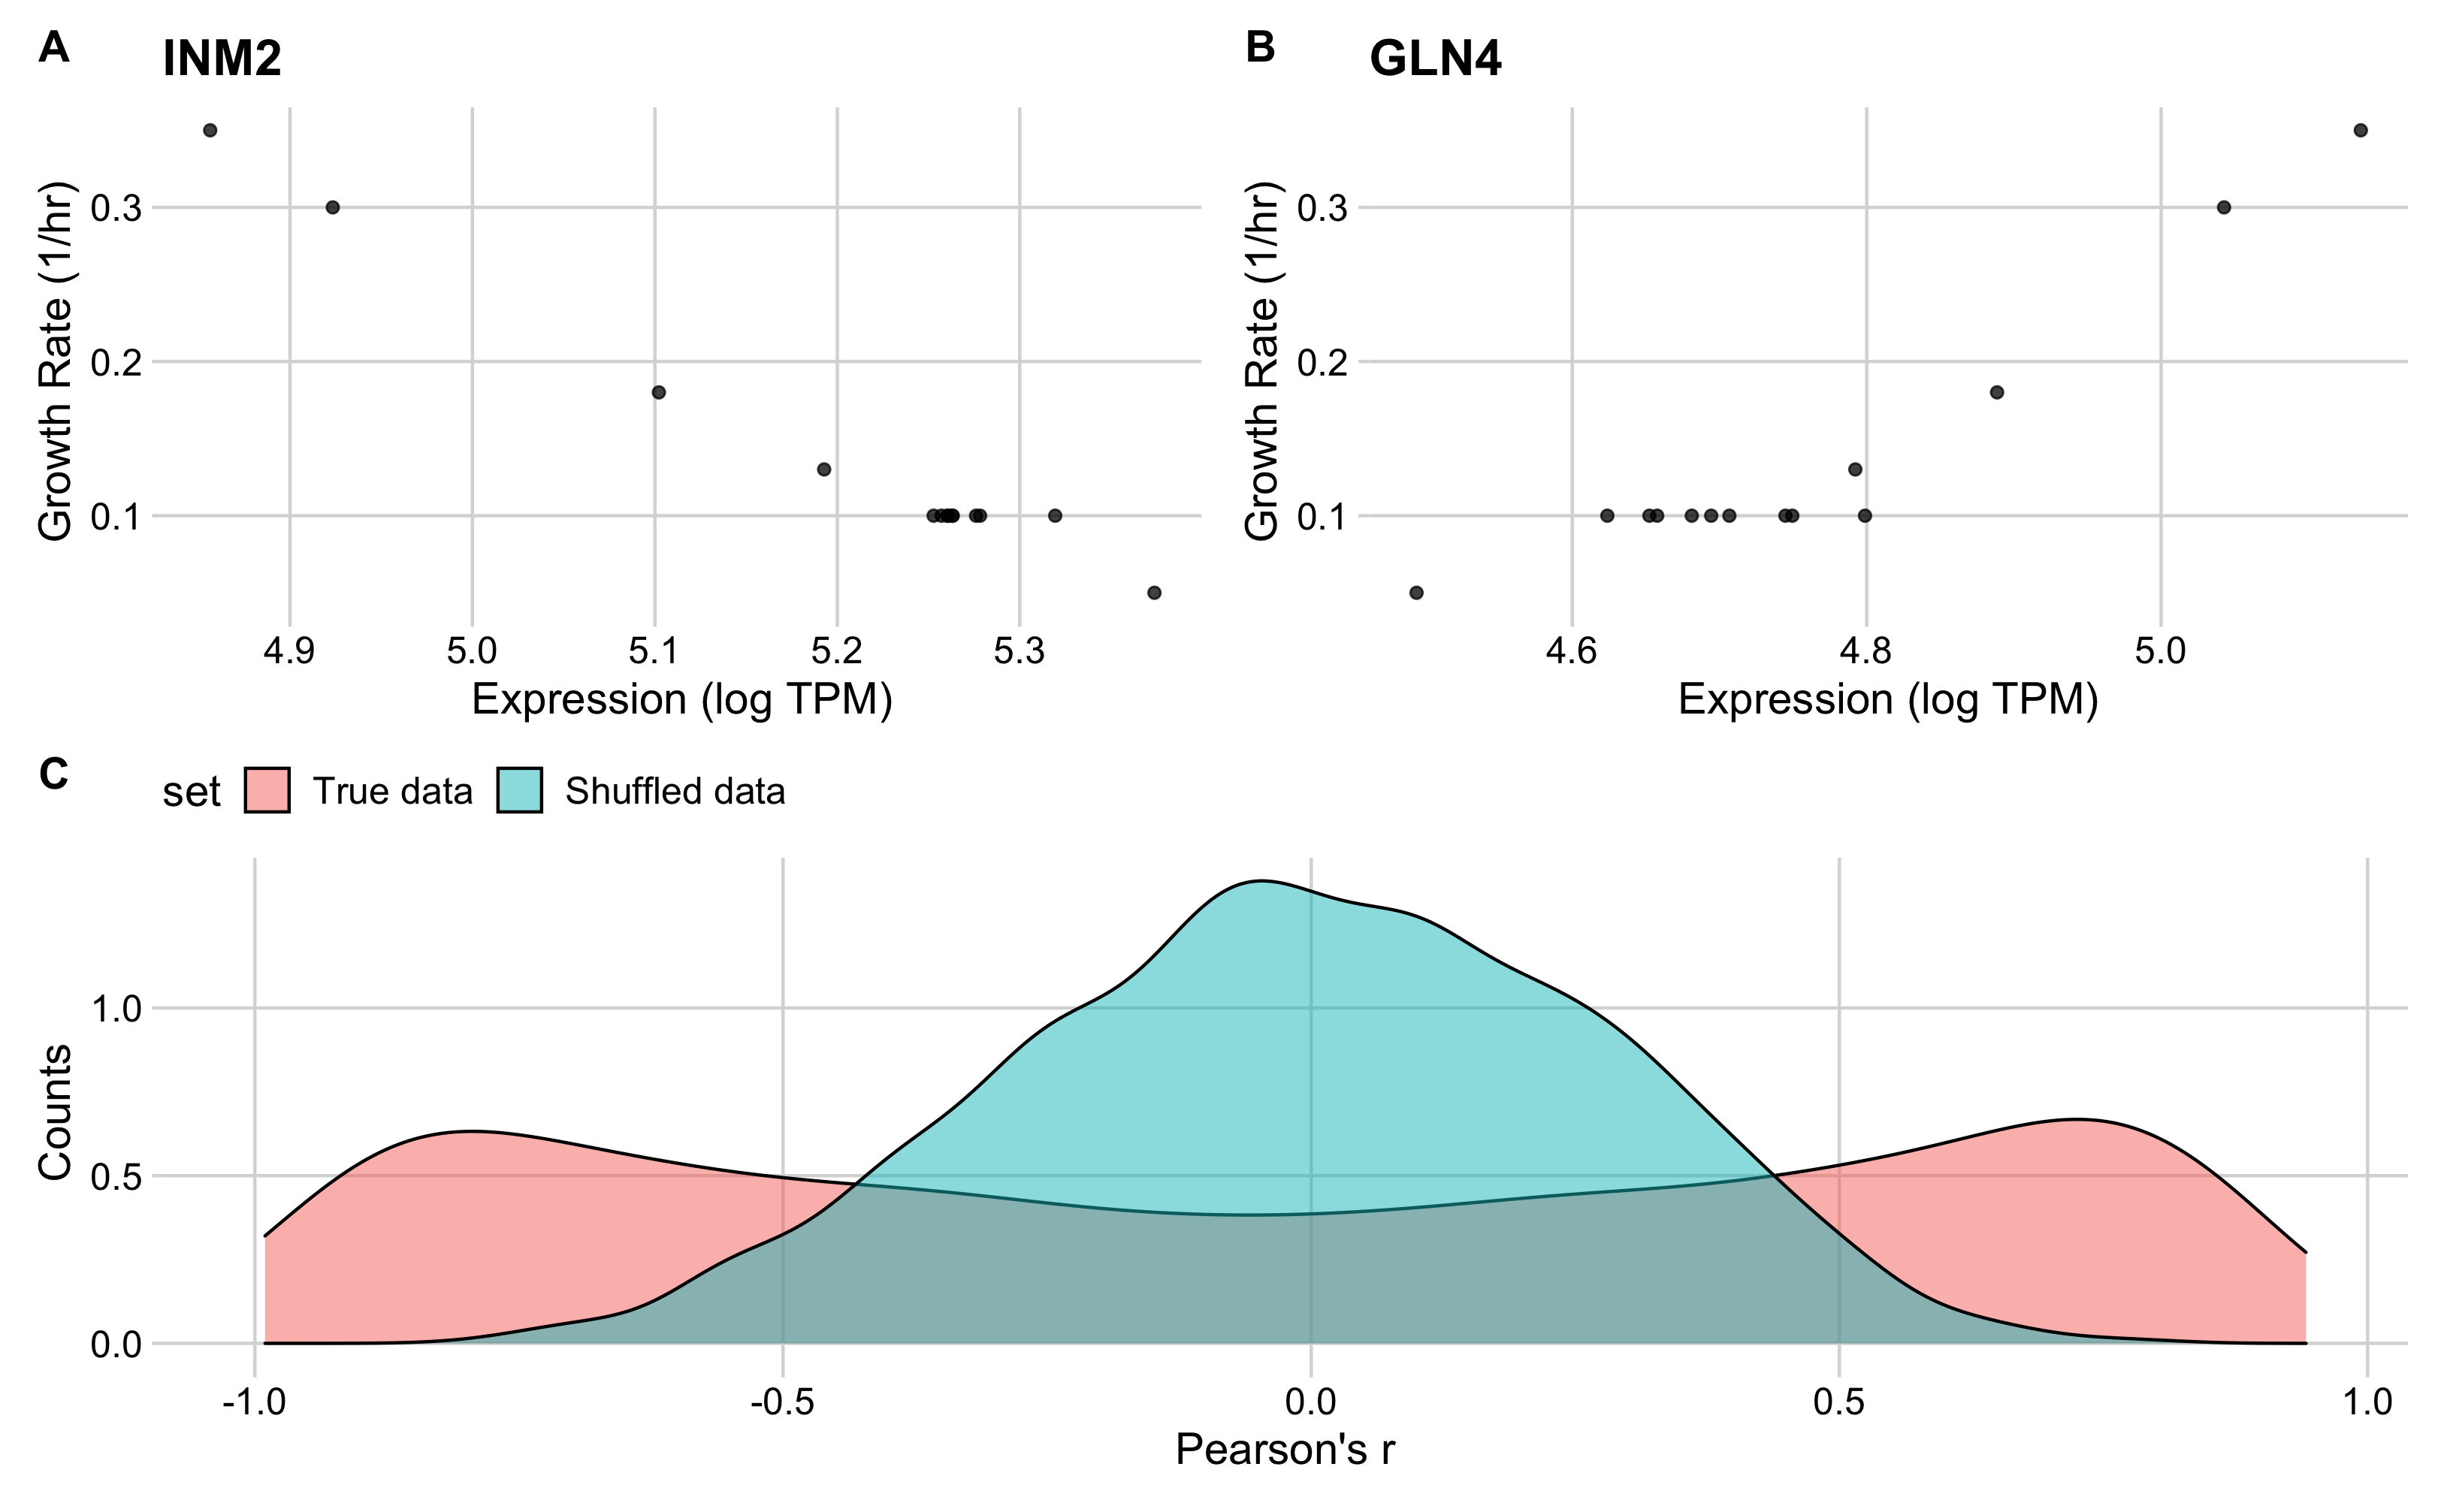 A INM2
Growth Rate (1/hr)
0.3
0.2
0.1
4.9 5.0 5.1 5.2 5.3
Expression (log TPM)
B GLN4
Growth Rate (1/hr)
0.3
0.2
0.1
4.6 4.8 5.0
Expression (log TPM)
C set True data Shuffled data
Counts
1.0
0.5
0.0
-1.0 -0.5 0.0 0.5 1.0
Pearson's r